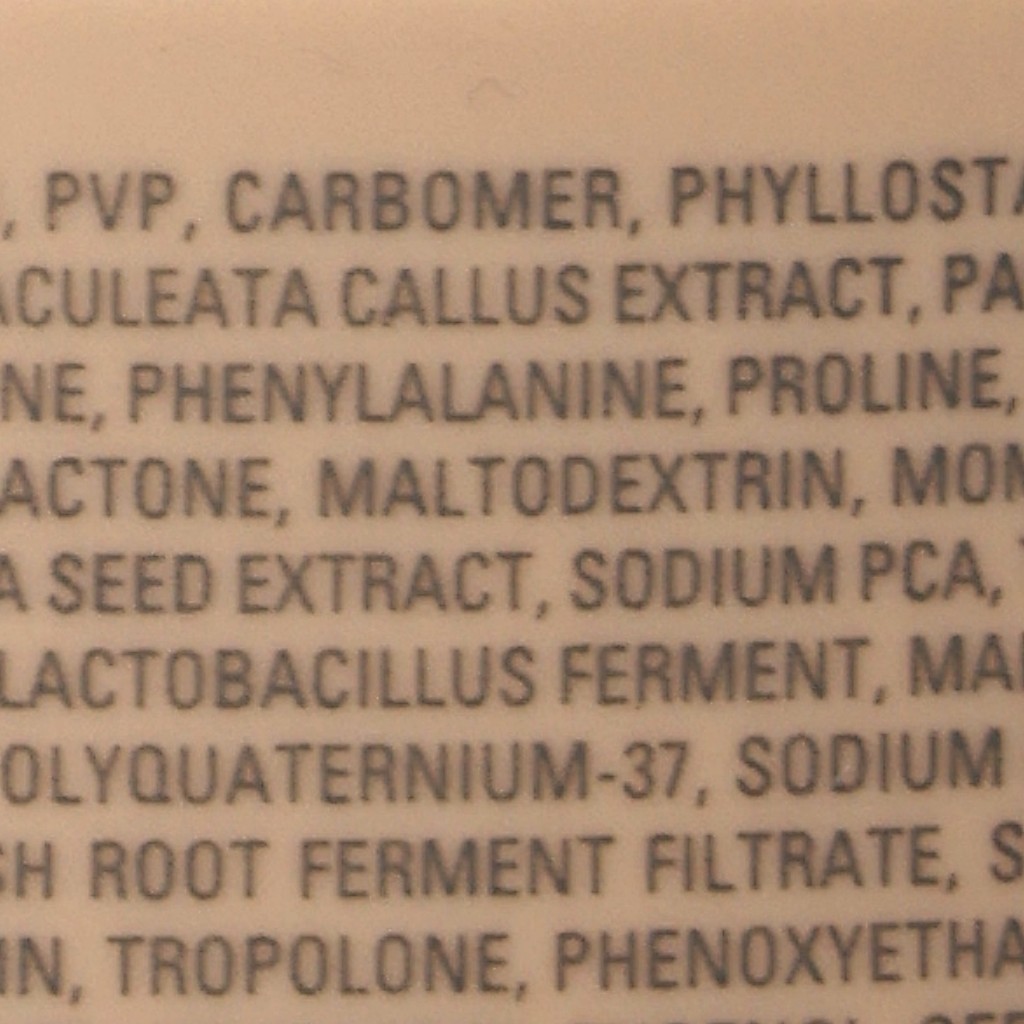 , PVP, CARBOMER, PHYLLOSTA
ACULEATA CALLUS EXTRACT, PA
NE, PHENYLALANINE, PROLINE,
ACTONE, MALTODEXTRIN, MOM
A SEED EXTRACT, SODIUM PCA,
LACTOBACILLUS FERMENT, MA
OLYQUATERNIUM-37, SODIUM
SH ROOT FERMENT FILTRATE, S
IN, TROPOLONE, PHENOXYETHA